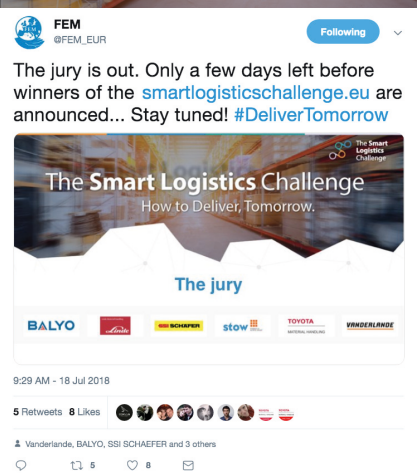 FEM
@FEM_EUR
Following
The jury is out. Only a few days left before
winners of the smartlogisticschallenge.eu are
announced... Stay tuned! #DeliverTomorrow
The Smart
Logistics
Challenge
The Smart Logistics Challenge
How to Deliver, Tomorrow.
The jury
BALYO
Linde
SSI SCHAEFER
stow
TOYOTA
MATERIAL HANDLING
VANDERLANDE
9:29 AM - 18 Jul 2018
5 Retweets 8 Likes
Vanderlande, BALYO, SSI SCHAEFER and 3 others
5 8